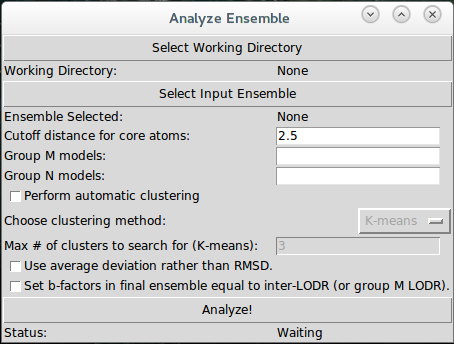 Analyze Ensemble
Select Working Directory
Working Directory: None
Select Input Ensemble
Ensemble Selected: None
Cutoff distance for core atoms: 2.5
Group M models:
Group N models:
Perform automatic clustering
Choose clustering method: K-means
Max # of clusters to search for (K-means): 3
Use average deviation rather than RMSD.
Set b-factors in final ensemble equal to inter-LODR (or group M LODR).
Analyze!
Status: Waiting